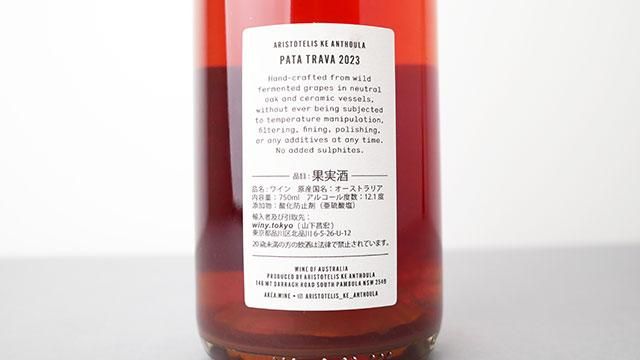 ARISTOTELIS KE ANTHOULA
PATA TRAVA 2023
Hand-crafted from wild
fermented grapes in neutral
oak and ceramic vessels,
without ever being subjected
to temperature manipulation,
filtering, fining, polishing,
or any additives at any time.
No added sulphites.
品目: 果実酒
品名: ワイン 原産国名: オーストラリア
内容量: 750ml アルコール度数: 12.1度
添加物: 酸化防止剤 (亜硫酸塩)
輸入者及び引取先:
winy.tokyo (山下昌宏)
東京都品川区北品川6-5-26-U-12
20歳未満の方の飲酒は法律で禁止されています。
WINE OF AUSTRALIA
PRODUCED BY ARISTOTELIS KE ANTHOULA
146 MT DARRAGH ROAD SOUTH PAMBULA NSW 2549
AKEA.WINE • IG ARISTOTELIS_KE_ANTHOULA